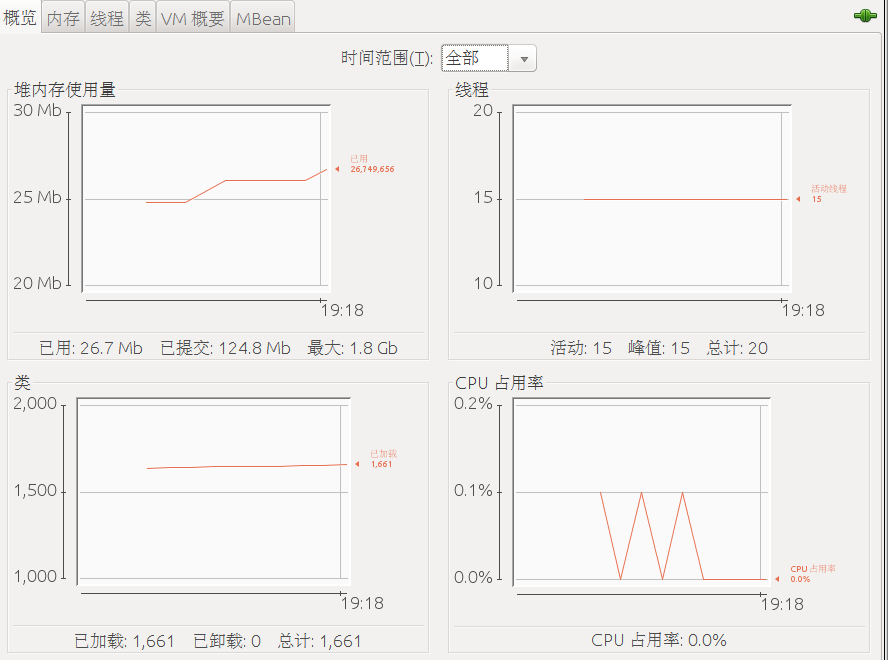 概览 内存 线程 类 VM 概要 MBean
时间范围(T): 全部
堆内存使用量
30 Mb
25 Mb
20 Mb
已用
26,749,656
19:18
已用: 26.7 Mb 已提交: 124.8 Mb 最大: 1.8 Gb
线程
20
15
10
活动线程
15
19:18
活动: 15 峰值: 15 总计: 20
类
2,000
1,500
1,000
已加载
1,661
19:18
已加载: 1,661 已卸载: 0 总计: 1,661
CPU 占用率
0.2%
0.1%
0.0%
CPU 占用率
0.0%
19:18
CPU 占用率: 0.0%